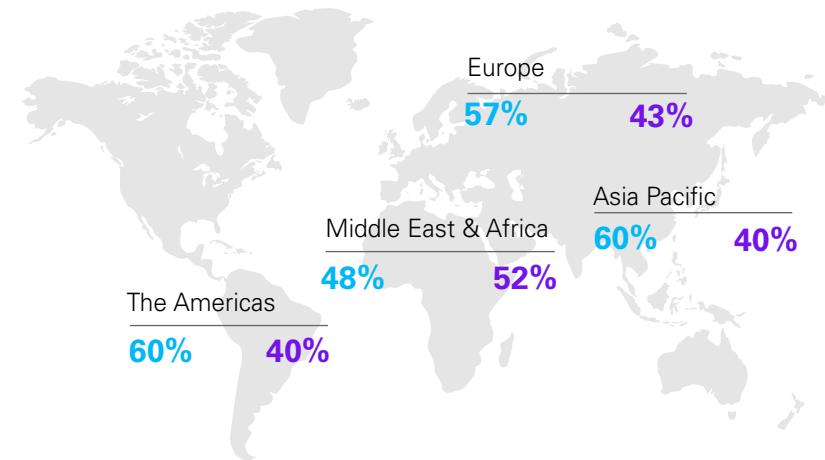 Europe
57% 43%
Asia Pacific
60% 40%
Middle East & Africa
48% 52%
The Americas
60% 40%